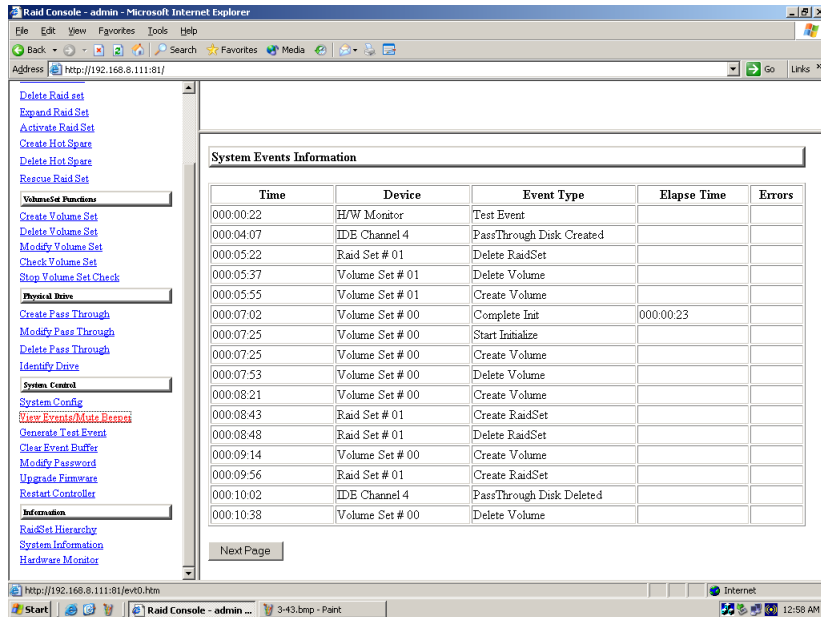 Raid Console - admin - Microsoft Internet Explorer
File Edit View Favorites Tools Help
Back Search Favorites Media
Address http://192.168.8.111:81/ Go Links »
Delete Raid set
Expand Raid Set
Activate Raid Set
Create Hot Spare
Delete Hot Spare
Rescue Raid Set
VolumeSet Functions
Create Volume Set
Delete Volume Set
Modify Volume Set
Check Volume Set
Stop Volume Set Check
Physical Drive
Create Pass Through
Modify Pass Through
Delete Pass Through
Identify Drive
System Control
System Config
View Events/Mute Beeper
Generate Test Event
Clear Event Buffer
Modify Password
Upgrade Firmware
Restart Controller
Information
RaidSet Hierarchy
System Information
Hardware Monitor
System Events Information
Time Device Event Type Elapse Time Errors
000:00:22 H/W Monitor Test Event
000:04:07 IDE Channel 4 PassThrough Disk Created
000:05:22 Raid Set # 01 Delete RaidSet
000:05:37 Volume Set # 01 Delete Volume
000:05:55 Volume Set # 01 Create Volume
000:07:02 Volume Set # 00 Complete Init 000:00:23
000:07:25 Volume Set # 00 Start Initialize
000:07:25 Volume Set # 00 Create Volume
000:07:53 Volume Set # 00 Delete Volume
000:08:21 Volume Set # 00 Create Volume
000:08:43 Raid Set # 01 Create RaidSet
000:08:48 Raid Set # 01 Delete RaidSet
000:09:14 Volume Set # 00 Create Volume
000:09:56 Raid Set # 01 Create RaidSet
000:10:02 IDE Channel 4 PassThrough Disk Deleted
000:10:38 Volume Set # 00 Delete Volume
Next Page
http://192.168.8.111:81/evt0.htm Internet
Start Raid Console - admin ... 3-43.bmp - Paint 12:58 AM